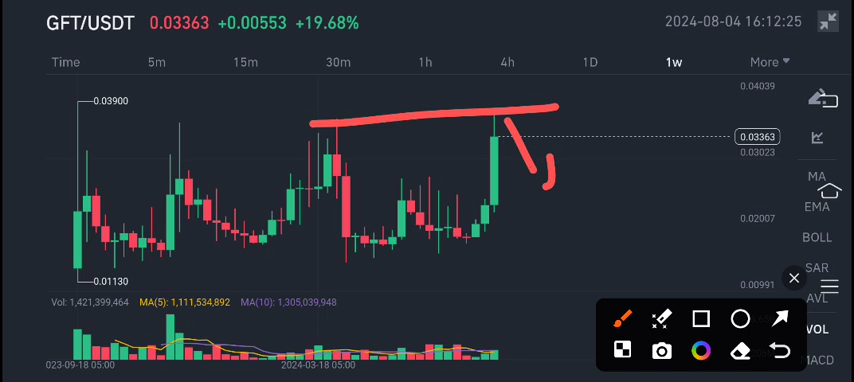 GFT/USDT 0.03363 +0.00553 +19.68% 2024-08-04 16:12:25
Time 5m 15m 30m 1h 4h 1D 1w More
0.04039
0.03900
0.03363
0.03023
MA
EMA
0.02007
BOLL
SAR
0.01130
0.00991
AVL
Vol: 1,421,399,464 MA(5): 1,111,534,892 MA(10): 1,305,039,948
VOL
MACD
023-09-18 05:00 2024-03-18 05:00